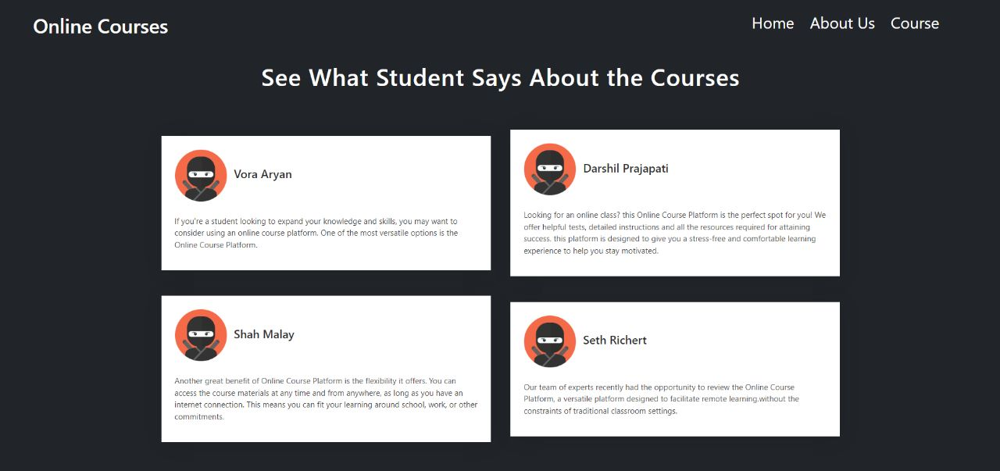 Online Courses
Home About Us Course
See What Student Says About the Courses
Vora Aryan
If you're a student looking to expand your knowledge and skills, you may want to
consider using an online course platform. One of the most versatile options is the
Online Course Platform.
Darshil Prajapati
Looking for an online class? this Online Course Platform is the perfect spot for you! We
offer helpful tests, detailed instructions and all the resources required for attaining
success. this platform is designed to give you a stress-free and comfortable learning
experience to help you stay motivated.
Shah Malay
Another great benefit of Online Course Platform is the flexibility it offers. You can
access the course materials at any time and from anywhere, as long as you have an
internet connection. This means you can fit your learning around school, work, or other
commitments.
Seth Richert
Our team of experts recently had the opportunity to review the Online Course
Platform, a versatile platform designed to facilitate remote learning.without the
constraints of traditional classroom settings.